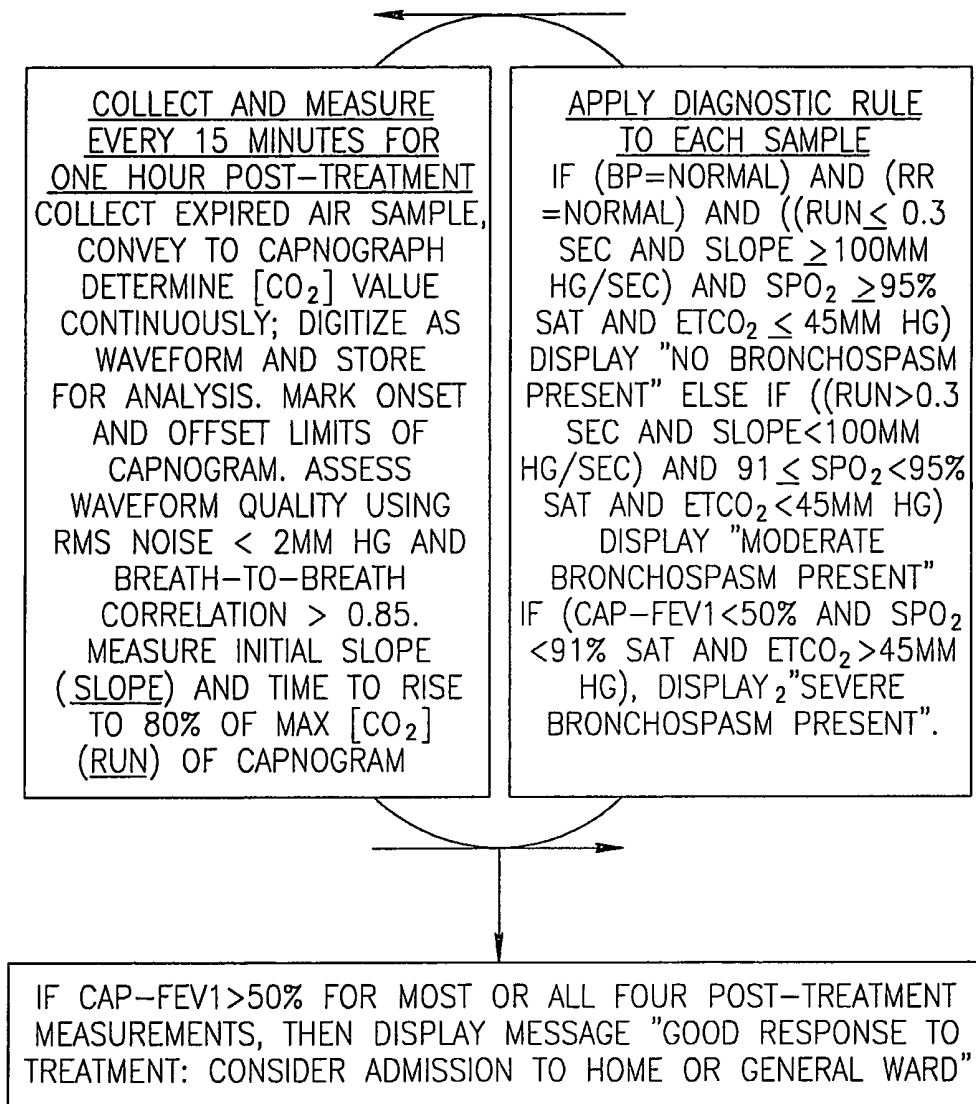 COLLECT AND MEASURE
EVERY 15 MINUTES FOR
ONE HOUR POST-TREATMENT
COLLECT EXPIRED AIR SAMPLE,
CONVEY TO CAPNOGRAPH
DETERMINE [CO₂] VALUE
CONTINUOUSLY; DIGITIZE AS
WAVEFORM AND STORE
FOR ANALYSIS. MARK ONSET
AND OFFSET LIMITS OF
CAPNOGRAM. ASSESS
WAVEFORM QUALITY USING
RMS NOISE < 2MM HG AND
BREATH-TO-BREATH
CORRELATION > 0.85.
MEASURE INITIAL SLOPE
(SLOPE) AND TIME TO RISE
TO 80% OF MAX [CO₂]
(RUN) OF CAPNOGRAM
APPLY DIAGNOSTIC RULE
TO EACH SAMPLE
IF (BP=NORMAL) AND (RR
=NORMAL) AND ((RUN≤ 0.3
SEC AND SLOPE ≥100MM
HG/SEC) AND SPO₂ ≥95%
SAT AND ETCO₂ ≤ 45MM HG)
DISPLAY "NO BRONCHOSPASM
PRESENT" ELSE IF ((RUN>0.3
SEC AND SLOPE<100MM
HG/SEC) AND 91 ≤ SPO₂<95%
SAT AND ETCO₂<45MM HG)
DISPLAY "MODERATE
BRONCHOSPASM PRESENT"
IF (CAP-FEV1<50% AND SPO₂
<91% SAT AND ETCO₂>45MM
HG), DISPLAY ₂"SEVERE
BRONCHOSPASM PRESENT".
IF CAP-FEV1>50% FOR MOST OR ALL FOUR POST-TREATMENT
MEASUREMENTS, THEN DISPLAY MESSAGE "GOOD RESPONSE TO
TREATMENT: CONSIDER ADMISSION TO HOME OR GENERAL WARD"